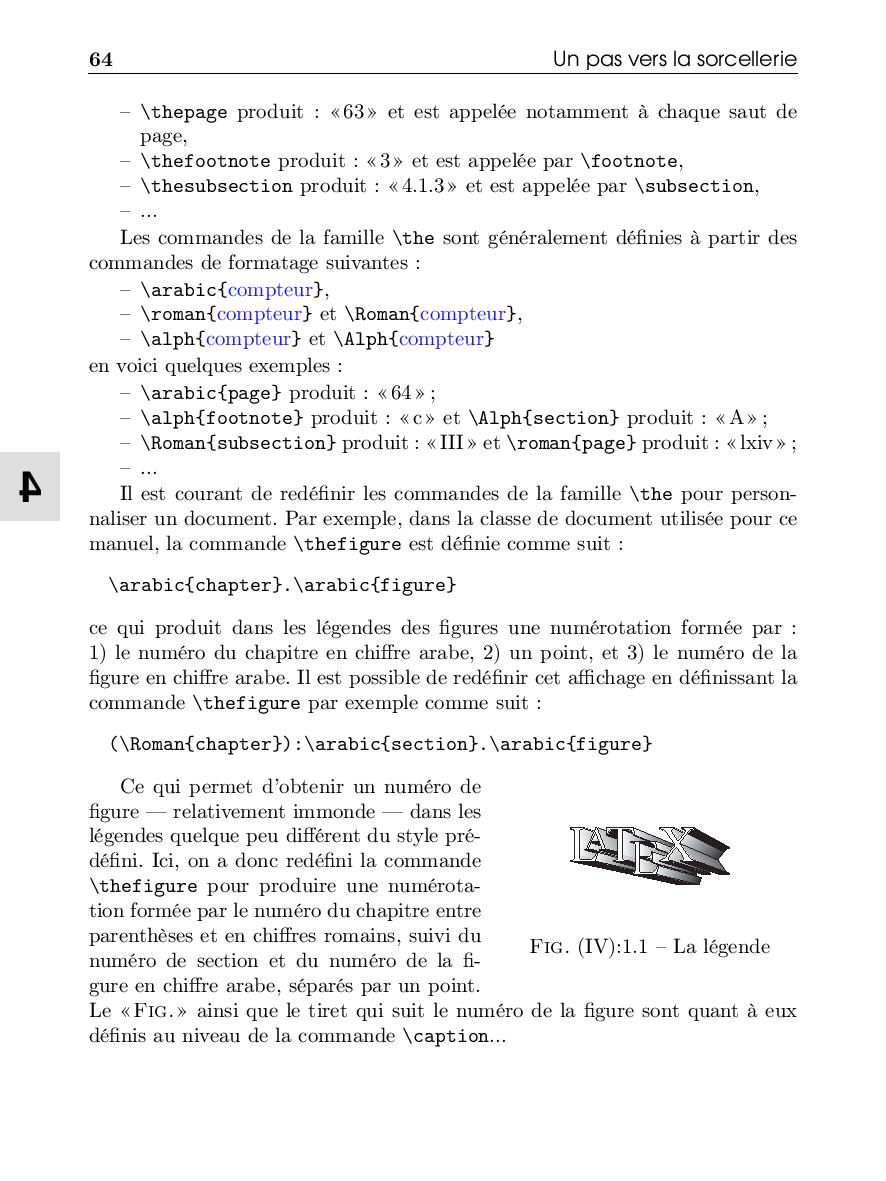 64 Un pas vers la sorcellerie
– \thepage produit : « 63 » et est appelée notamment à chaque saut de
page,
– \thefootnote produit : « 3 » et est appelée par \footnote,
– \thesubsection produit : « 4.1.3 » et est appelée par \subsection,
– ...
Les commandes de la famille \the sont généralement définies à partir des
commandes de formatage suivantes :
– \arabic{compteur},
– \roman{compteur} et \Roman{compteur},
– \alph{compteur} et \Alph{compteur}
en voici quelques exemples :
– \arabic{page} produit : « 64 » ;
– \alph{footnote} produit : « c » et \Alph{section} produit : « A » ;
– \Roman{subsection} produit : « III » et \roman{page} produit : « lxiv » ;
– ...
4
Il est courant de redéfinir les commandes de la famille \the pour person-
naliser un document. Par exemple, dans la classe de document utilisée pour ce
manuel, la commande \thefigure est définie comme suit :
\arabic{chapter}.\arabic{figure}
ce qui produit dans les légendes des figures une numérotation formée par :
1) le numéro du chapitre en chiffre arabe, 2) un point, et 3) le numéro de la
figure en chiffre arabe. Il est possible de redéfinir cet affichage en définissant la
commande \thefigure par exemple comme suit :
(\Roman{chapter}):\arabic{section}.\arabic{figure}
Ce qui permet d'obtenir un numéro de
figure — relativement immonde — dans les
légendes quelque peu différent du style pré-
défini. Ici, on a donc redéfini la commande
\thefigure pour produire une numérota-
tion formée par le numéro du chapitre entre
parenthèses et en chiffres romains, suivi du
numéro de section et du numéro de la fi-
gure en chiffre arabe, séparés par un point.
LATEX
FIG. (IV):1.1 – La légende
Le « FIG. » ainsi que le tiret qui suit le numéro de la figure sont quant à eux
définis au niveau de la commande \caption...